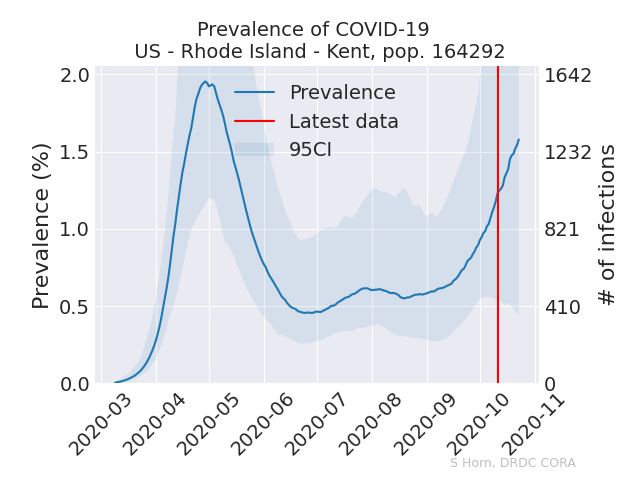 Prevalence of COVID-19
US - Rhode Island - Kent, pop. 164292
Prevalence
Latest data
95CI
Prevalence (%)
2.0
1.5
1.0
0.5
0.0
1642
1232
821
410
0
# of infections
2020-03
2020-04
2020-05
2020-06
2020-07
2020-08
2020-09
2020-10
2020-11
S Horn, DRDC CORA